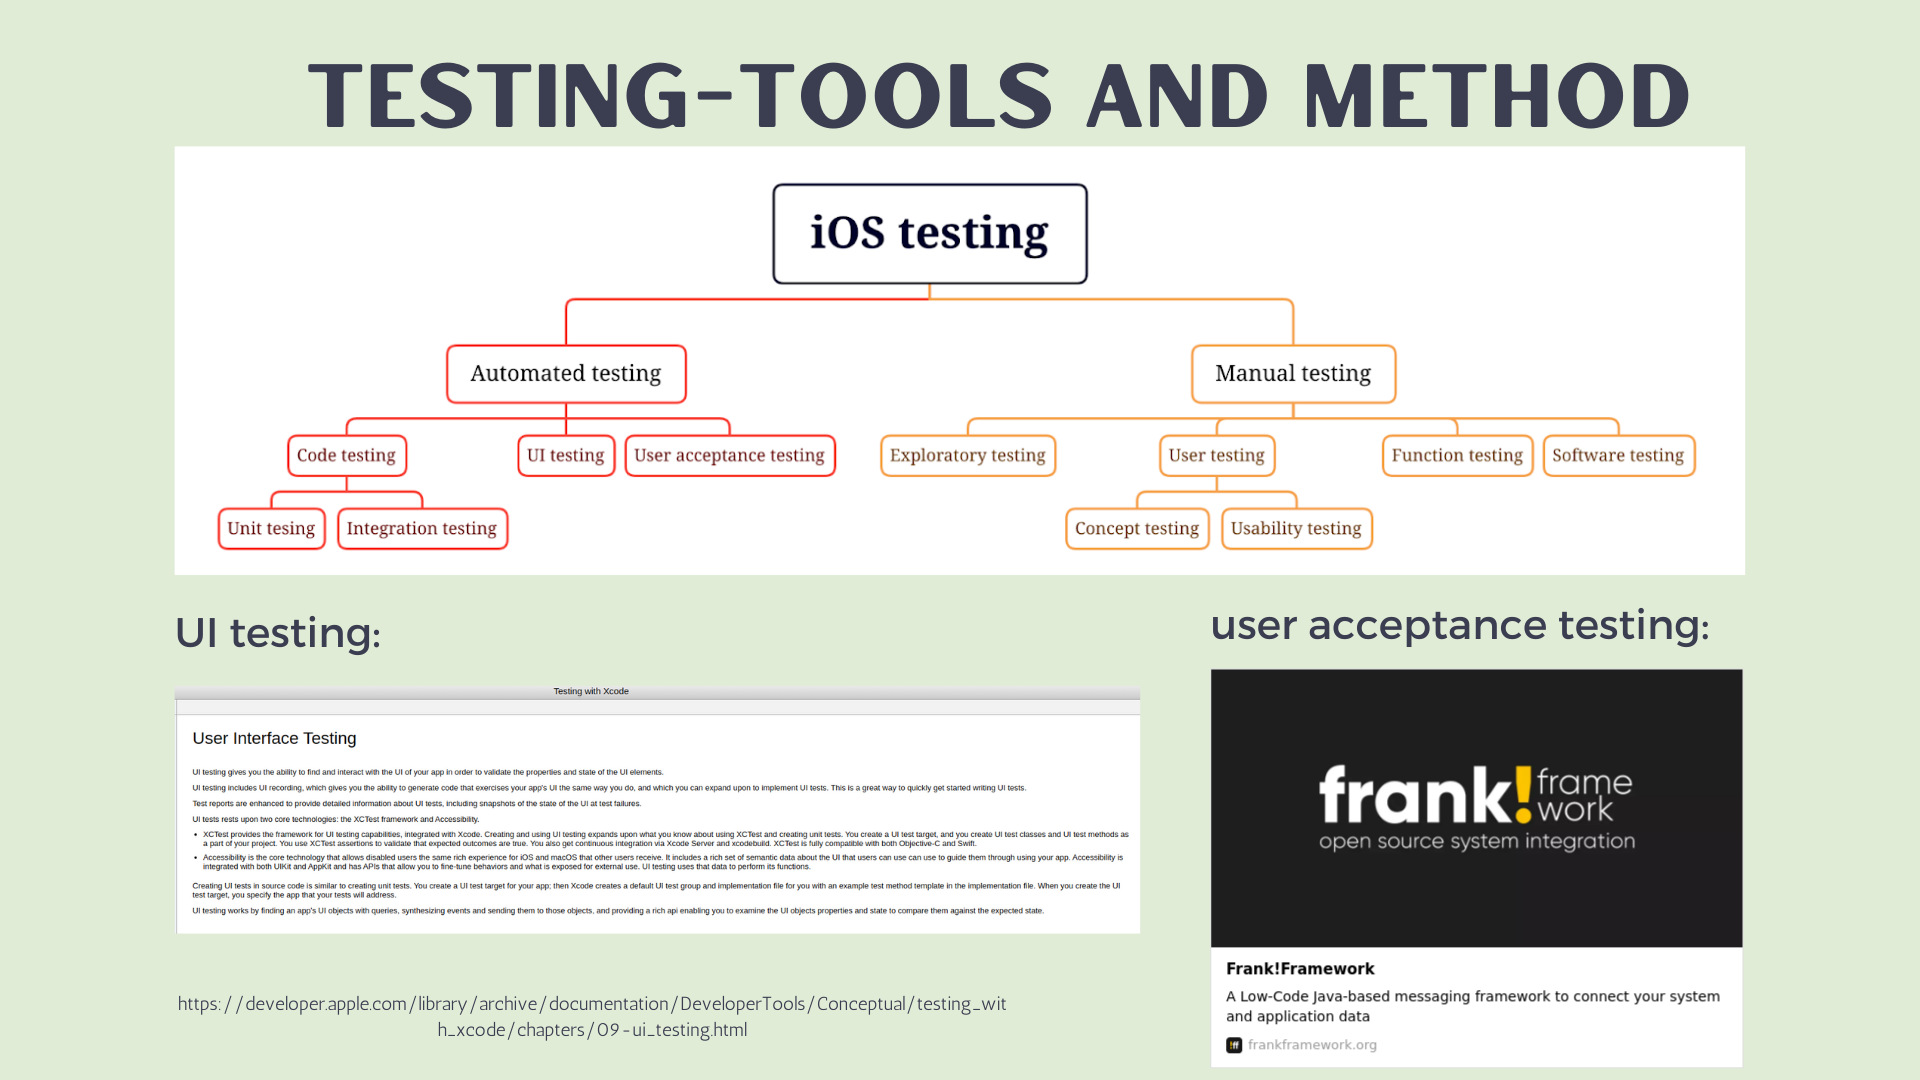 TESTING-TOOLS AND METHOD
iOS testing
Automated testing
Manual testing
Code testing
UI testing
User acceptance testing
Exploratory testing
User testing
Function testing
Software testing
Unit tesing
Integration testing
Concept testing
Usability testing
UI testing:
Testing with Xcode
User Interface Testing
UI testing gives you the ability to find and interact with the UI of your app in order to validate the properties and state of the UI elements.
UI testing includes UI recording, which gives you the ability to generate code that exercises your app's UI the same way you do, and which you can expand upon to implement UI tests. This is a great way to quickly get started writing UI tests.
Test reports are enhanced to provide detailed information about UI tests, including snapshots of the state of the UI at test failures.
UI tests rests upon two core technologies: the XCTest framework and Accessibility.
• XCTest provides the framework for UI testing capabilities, integrated with Xcode. Creating and using UI testing expands upon what you know about using XCTest and creating unit tests. You create a UI test target, and you create UI test classes and UI test methods as
a part of your project. You use XCTest assertions to validate that expected outcomes are true. You also get continuous integration via Xcode Server and xcodebuild. XCTest is fully compatible with both Objective-C and Swift.
• Accessibility is the core technology that allows disabled users the same rich experience for iOS and macOS that other users receive. It includes a rich set of semantic data about the UI that users can use can use to guide them through using your app. Accessibility is
integrated with both UIKit and AppKit and has APIs that allow you to fine-tune behaviors and what is exposed for external use. UI testing uses that data to perform its functions.
Creating UI tests in source code is similar to creating unit tests. You create a UI test target for your app; then Xcode creates a default UI test group and implementation file for you with an example test method template in the implementation file. When you create the UI
test target, you specify the app that your tests will address.
UI testing works by finding an app's UI objects with queries, synthesizing events and sending them to those objects, and providing a rich api enabling you to examine the UI objects properties and state to compare them against the expected state.
https://developer.apple.com/library/archive/documentation/DeveloperTools/Conceptual/testing_wit
h_xcode/chapters/09-ui_testing.html
user acceptance testing:
frank!frame
work
open source system integration
Frank!Framework
A Low-Code Java-based messaging framework to connect your system
and application data
!ff frankframework.org